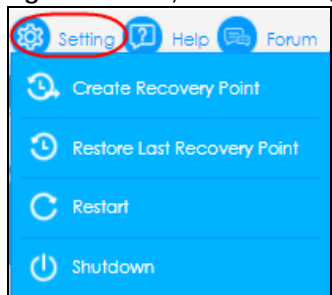 Setting Help Forum
Create Recovery Point
Restore Last Recovery Point
Restart
Shutdown